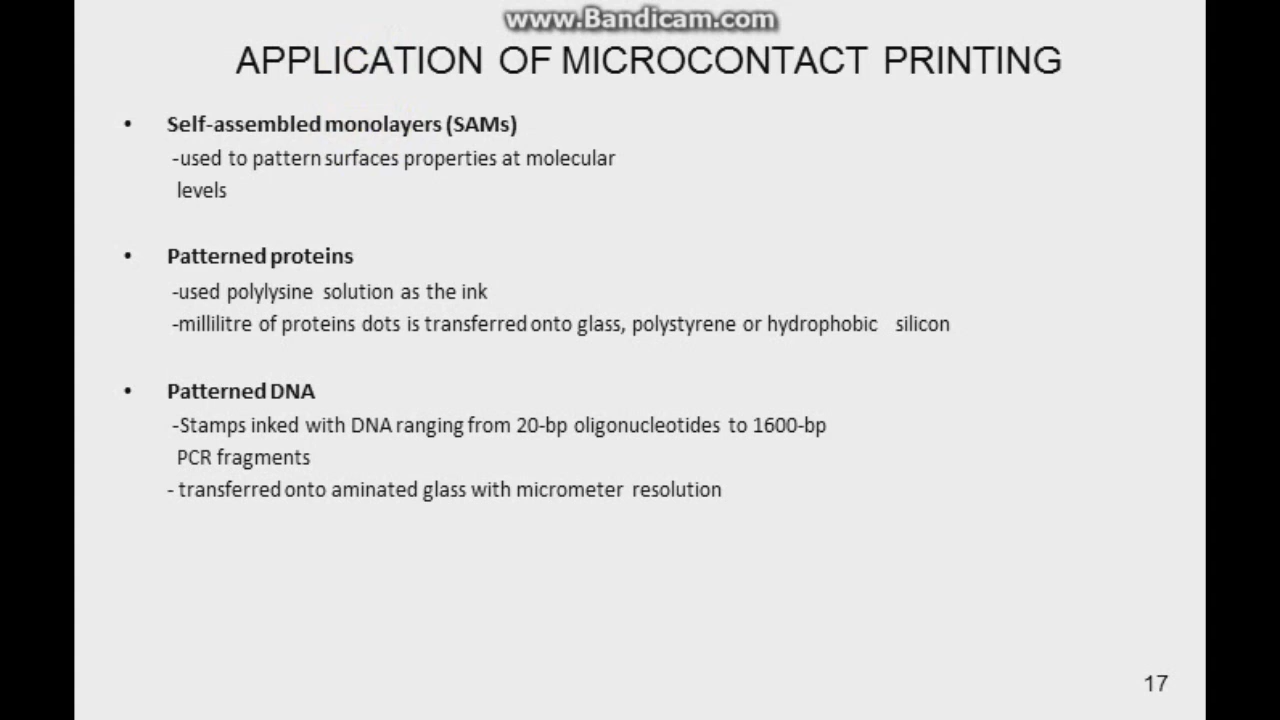 www.Bandicam.com
APPLICATION OF MICROCONTACT PRINTING
• Self-assembled monolayers (SAMs)
-used to pattern surfaces properties at molecular
levels
• Patterned proteins
-used polylysine solution as the ink
-millilitre of proteins dots is transferred onto glass, polystyrene or hydrophobic silicon
• Patterned DNA
-Stamps inked with DNA ranging from 20-bp oligonucleotides to 1600-bp
PCR fragments
- transferred onto aminated glass with micrometer resolution
17